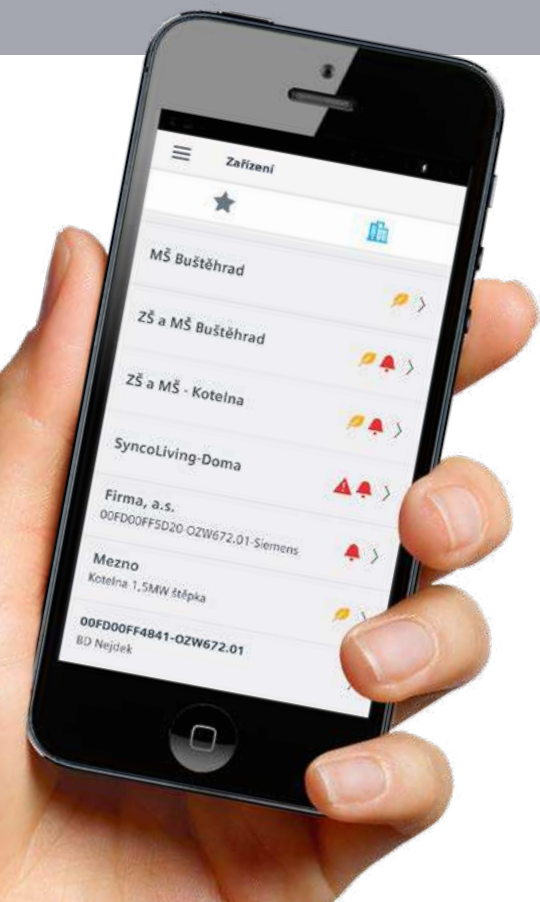 Zařízení
MŠ Buštěhrad
ZŠ a MŠ Buštěhrad
ZŠ a MŠ - Kotelna
SyncoLiving-Doma
Firma, a.s.
00FD00FF5D20-OZW672.01-Siemens
Mezno
Kotelna 1,5MW štěpka
00FD00FF4841-OZW672.01
BD Nejdek